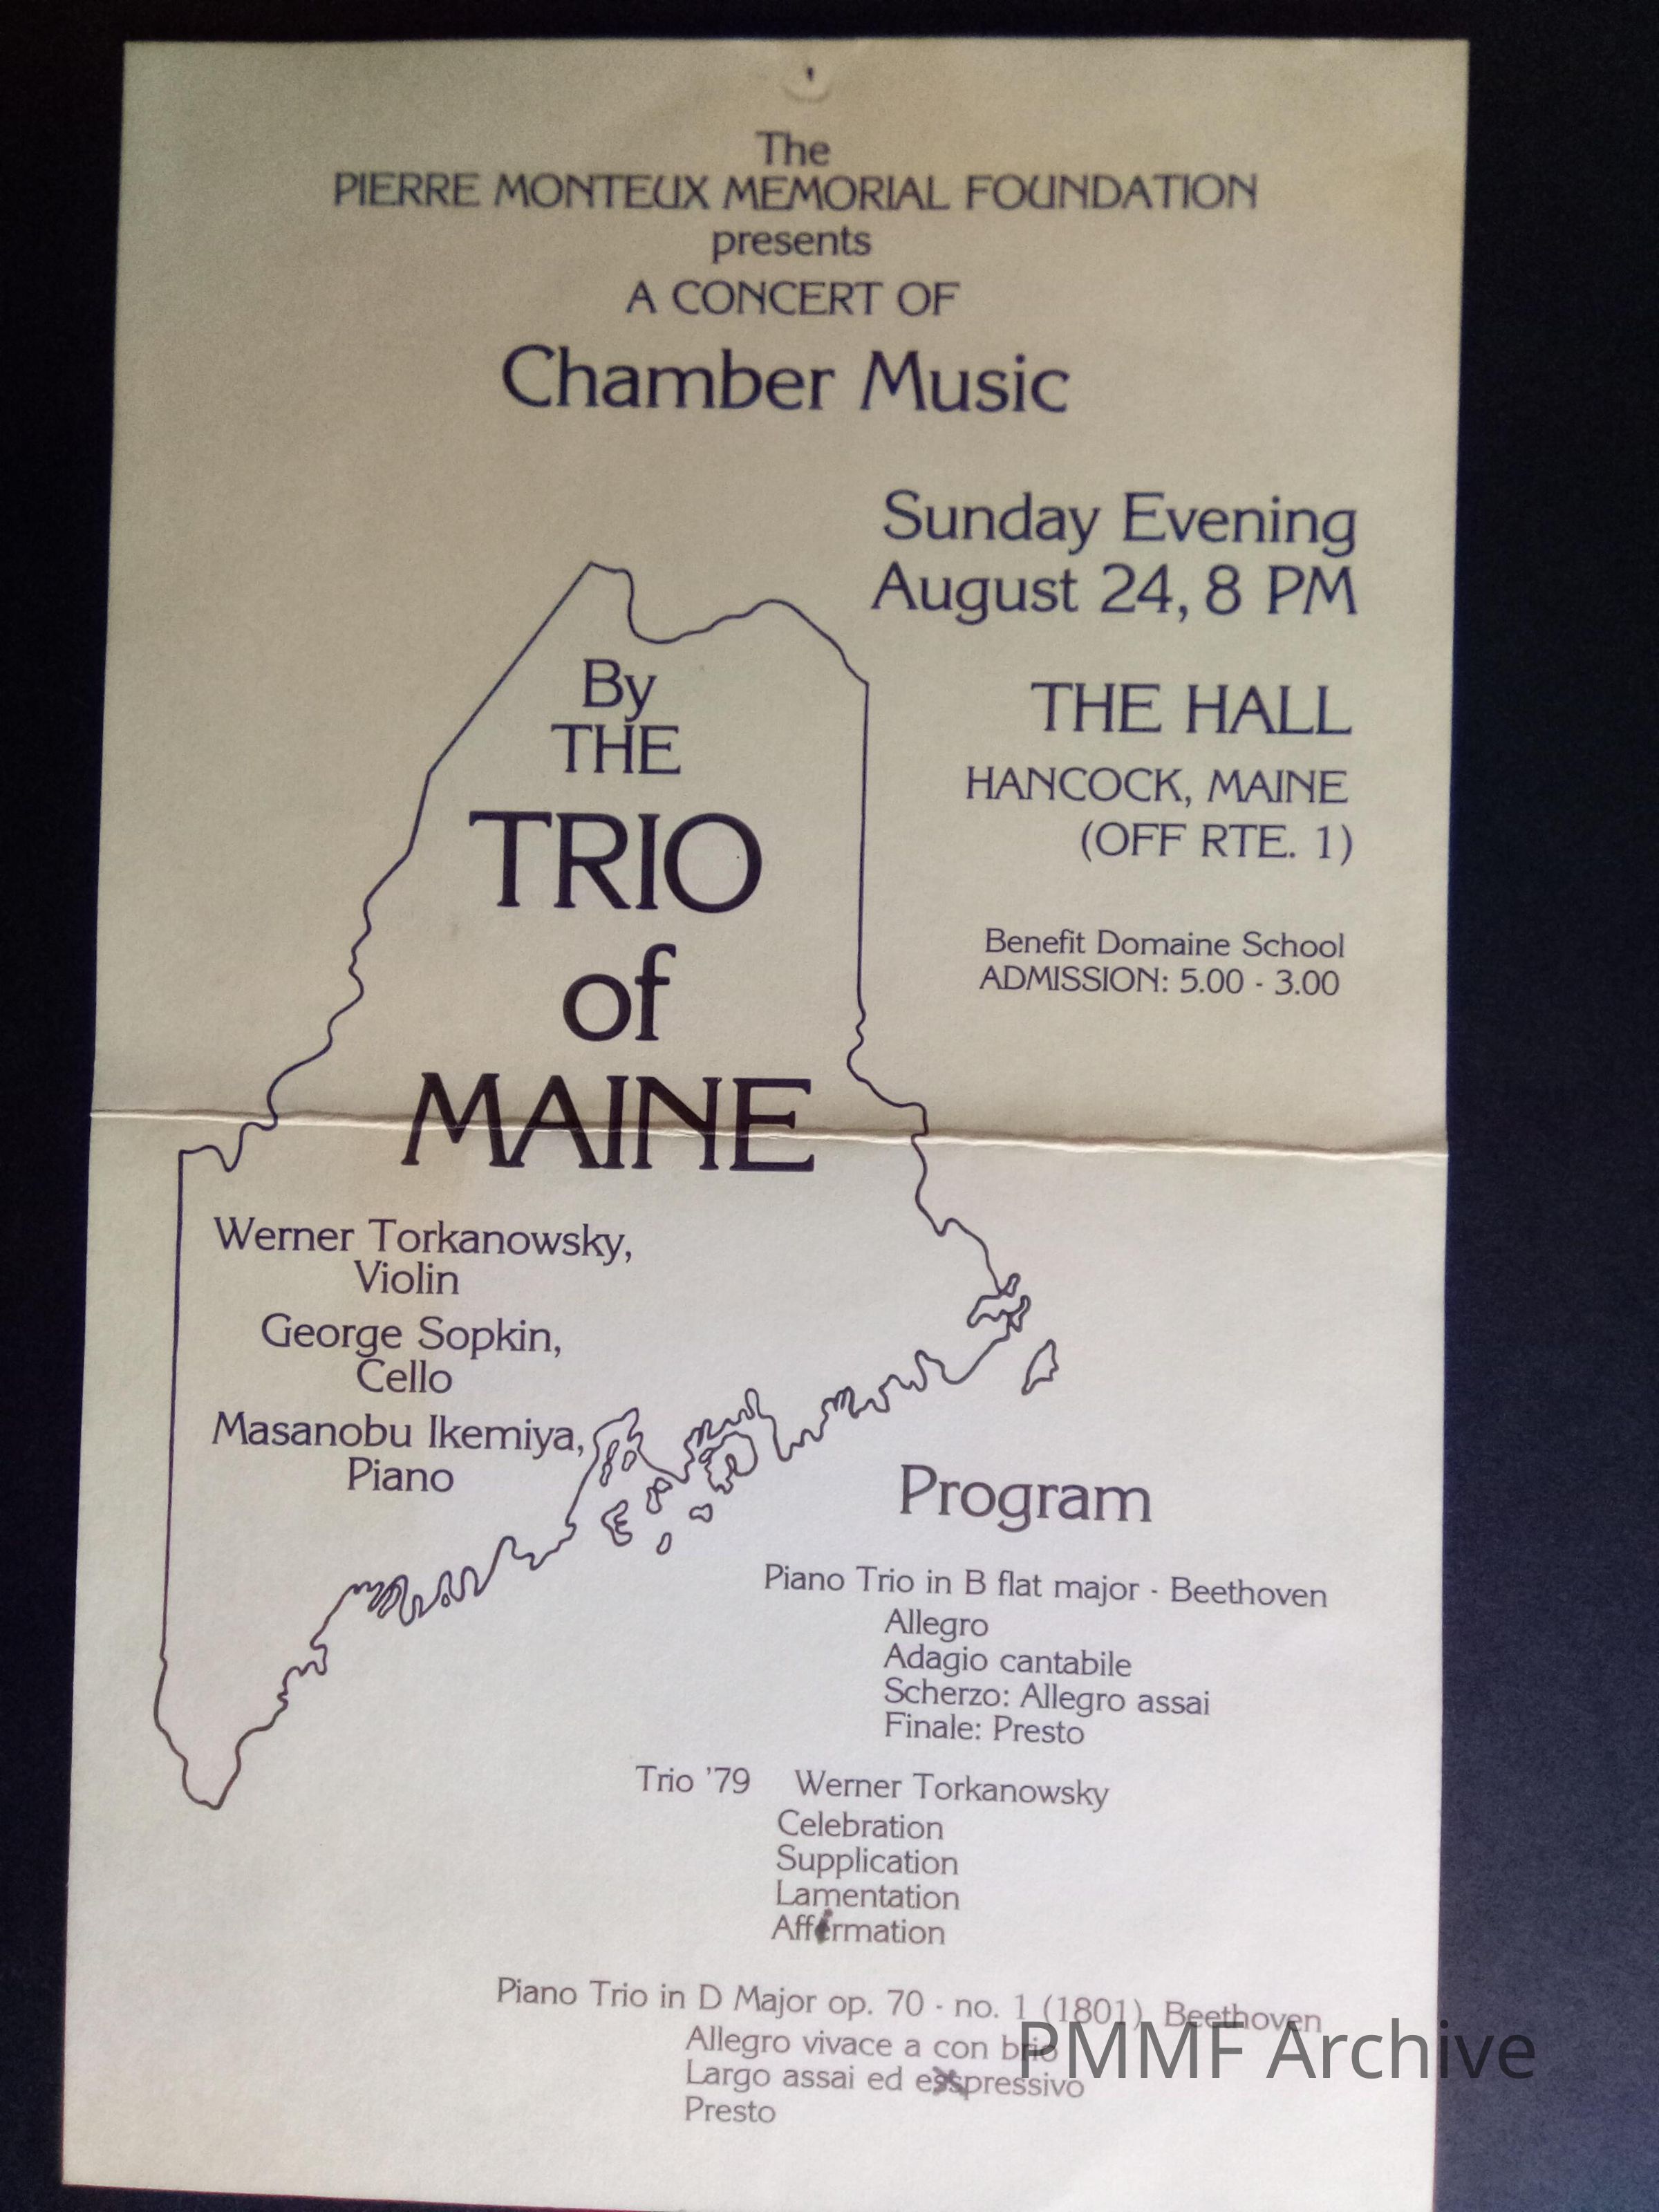 The
PIERRE MONTEUX MEMORIAL FOUNDATION
presents
A CONCERT OF
Chamber Music
Sunday Evening
August 24, 8 PM
THE HALL
HANCOCK, MAINE
(OFF RTE. 1)
Benefit Domaine School
ADMISSION: 5.00 - 3.00
By
THE
TRIO
of
MAINE
Werner Torkanowsky,
Violin
George Sopkin,
Cello
Masanobu Ikemiya,
Piano
Program
Piano Trio in B flat major - Beethoven
Allegro
Adagio cantabile
Scherzo: Allegro assai
Finale: Presto
Trio '79 Werner Torkanowsky
Celebration
Supplication
Lamentation
Affirmation
Piano Trio in D Major op. 70 - no. 1 (1801) Beethoven
Allegro vivace a con brio
Largo assai ed espressivo
Presto
PMMF Archive